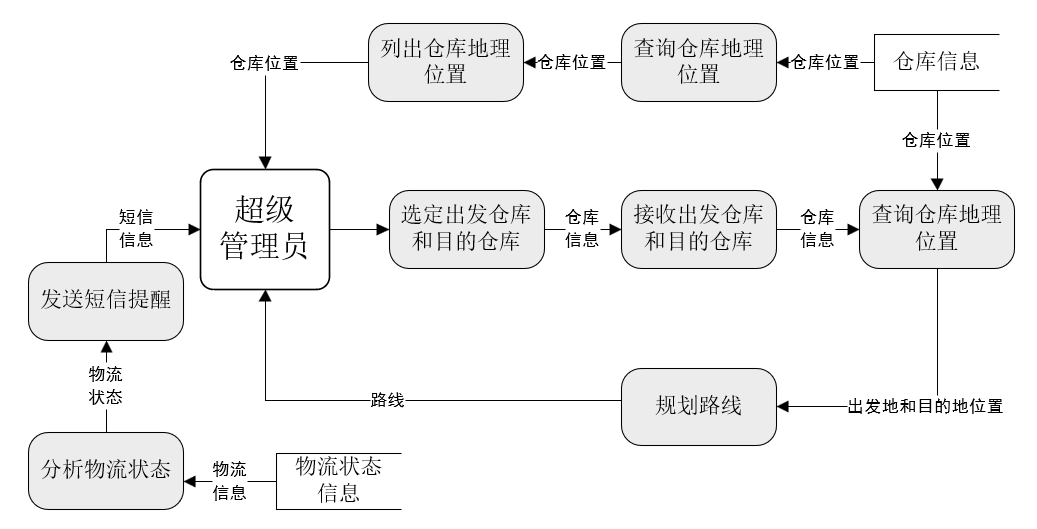 列出仓库地理
位置
查询仓库地理
位置
仓库信息
仓库位置
仓库位置
仓库位置
仓库位置
超级
管理员
选定出发仓库
和目的仓库
仓库
信息
接收出发仓库
和目的仓库
仓库
信息
查询仓库地理
位置
短信
信息
发送短信提醒
物流
状态
路线
规划路线
出发地和目的地位置
分析物流状态
物流
信息
物流状态
信息